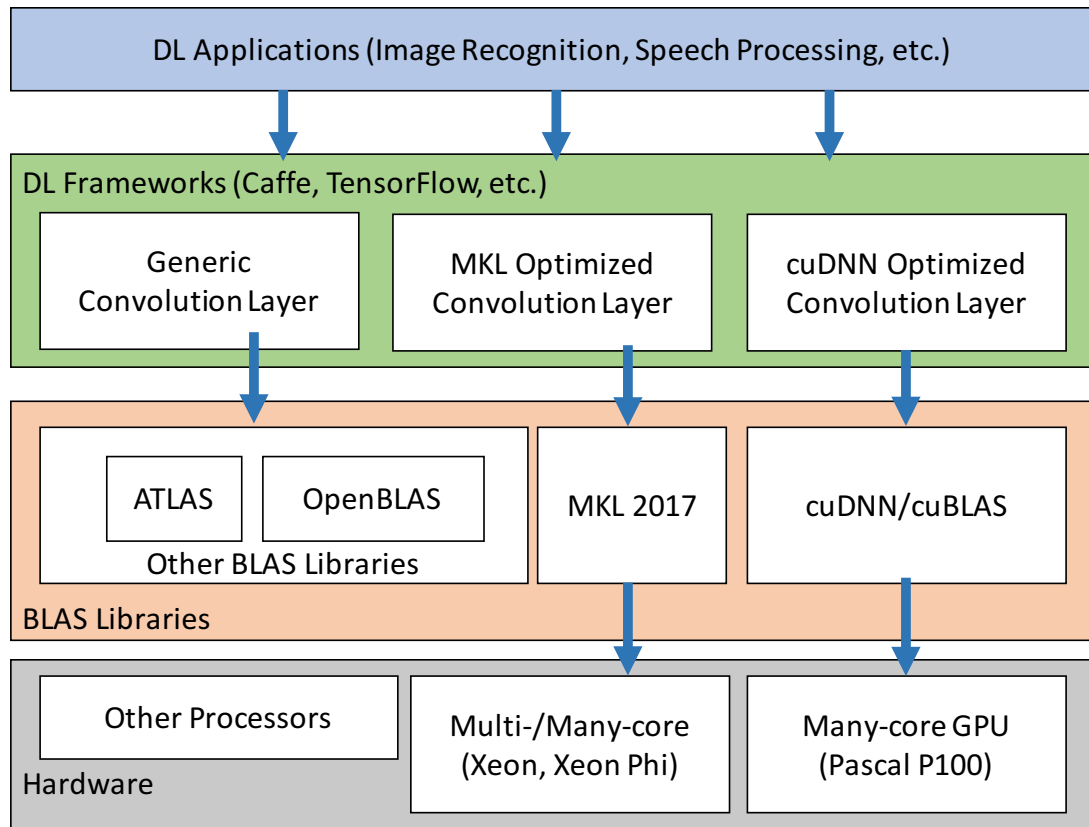 DL Applications (Image Recognition, Speech Processing, etc.)
DL Frameworks (Caffe, TensorFlow, etc.)
Generic
Convolution Layer
MKL Optimized
Convolution Layer
cuDNN Optimized
Convolution Layer
ATLAS
OpenBLAS
Other BLAS Libraries
MKL 2017
cuDNN/cuBLAS
BLAS Libraries
Other Processors
Multi-/Many-core
(Xeon, Xeon Phi)
Many-core GPU
(Pascal P100)
Hardware